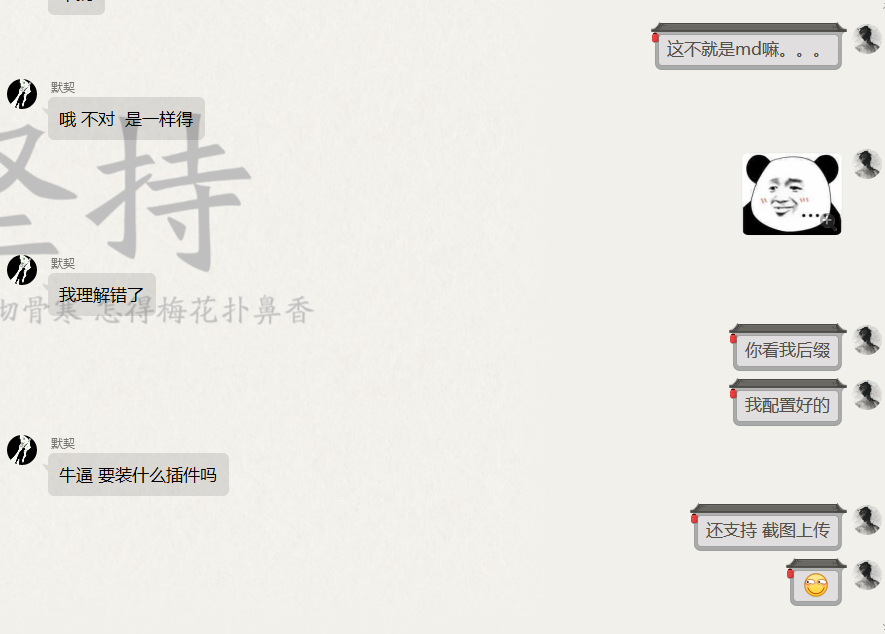 这不就是md嘛。。。
默契
哦 不对  是一样得
坚持
...
默契
我理解错了
彻骨寒 怎得梅花扑鼻香
你看我后缀
我配置好的
默契
牛逼 要装什么插件吗
还支持 截图上传